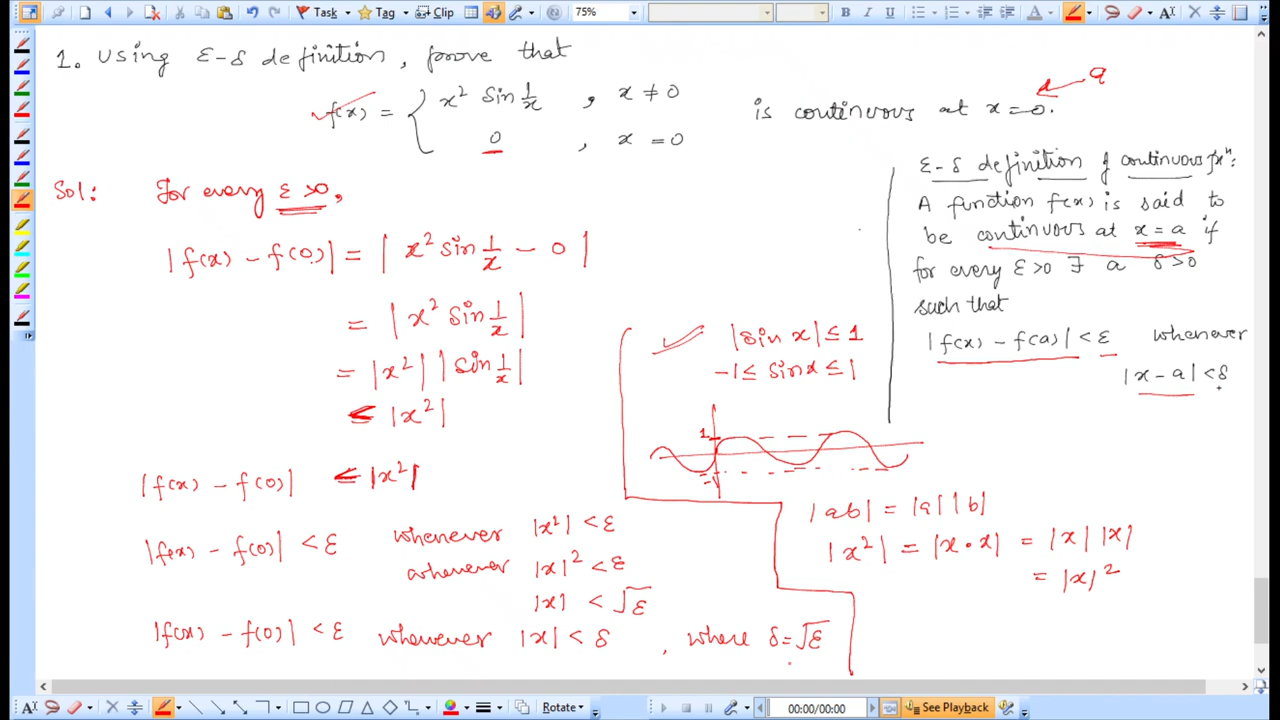 Task Tag Clip 75% B I U A
1. Using ε-δ definition, prove that
f(x) = { x² Sin 1/x , x ≠ 0
0 , x = 0
is continuous at x = 0. a
Sol: For every ε > 0,
|f(x) - f(0)| = | x² sin 1/x - 0 |
= | x² Sin 1/x |
= |x²| |Sin 1/x|
≤ |x²|
|f(x) - f(0)| ≤ |x²|
|f(x) - f(0)| < ε whenever |x²| < ε
whenever |x|² < ε
|x| < √ε
|f(x) - f(0)| < ε whenever |x| < δ , where δ = √ε
|sin x| ≤ 1
-1 ≤ sin x ≤ 1
1
-1
|ab| = |a| |b|
|x²| = |x • x| = |x| |x|
= |x|²
ε-δ definition of continuous fxⁿ:
A function f(x) is said to
be continuous at x = a if
for every ε > 0 ∃ a δ > 0
such that
|f(x) - f(a)| < ε whenever
|x - a| < δ
Rotate 00:00/00:00 See Playback